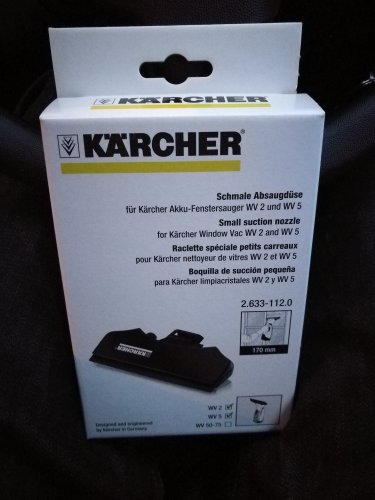 KÄRCHER
KÄRCHER®
Schmale Absaugdüse
für Kärcher Akku-Fenstersauger WV 2 und WV 5
Small suction nozzle
for Kärcher Window Vac WV 2 and WV 5
Raclette spéciale petits carreaux
pour Kärcher nettoyeur de vitres WV 2 et WV 5
Boquilla de succión pequeña
para Kärcher limpiacristales WV 2 y WV 5
2.633-112.0
170 mm
KÄRCHER
WV 2
WV 5
WV 50-75
Designed and engineered
by Kärcher in Germany